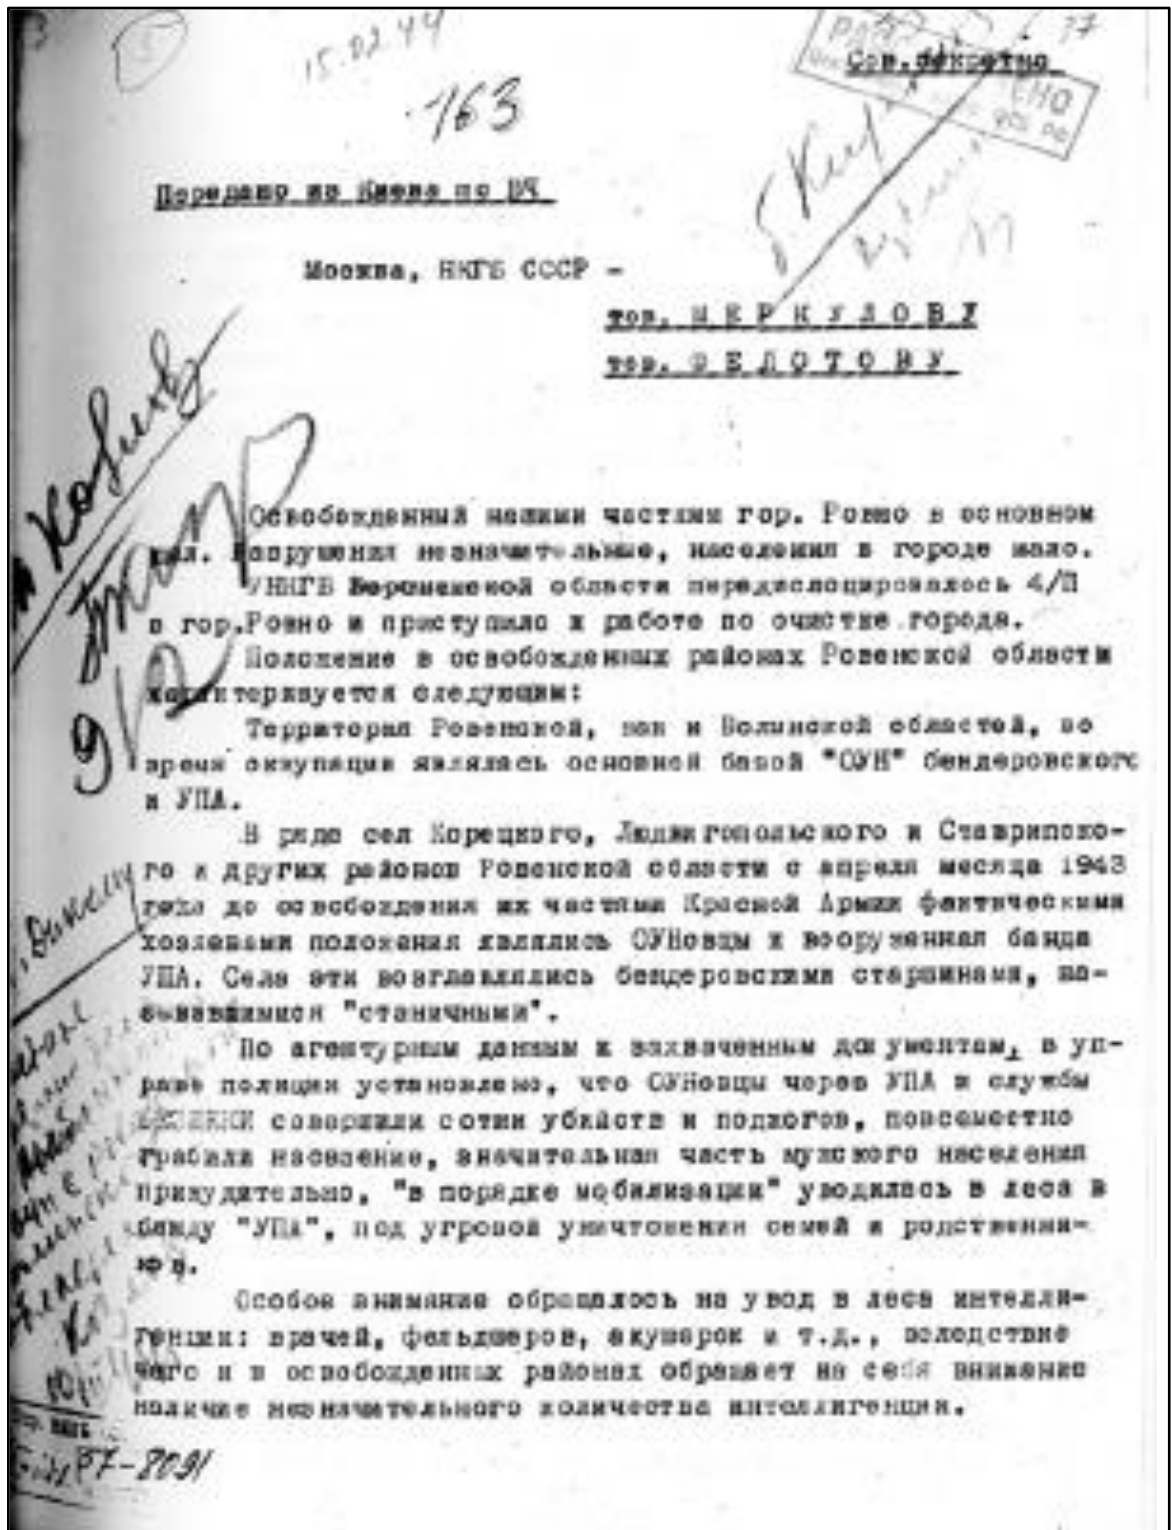 15.02.44
163
Сов.секретно
Передано из Киева по ВЧ
Москва, НКГБ СССР -
тов. М Е Р К У Л О В У
тов. Ф Е Д О Т О В У
Освобожденный нашими частями гор. Ровно в основном
цел. Разрушения незначительные, населения в городе мало.
УНКГБ области передислоцировалось 4/П
в гор.Ровно и приступило к работе по очистке города.
Положение в освобожденных районах Ровенской области
характеризуется следующим:
Территория Ровенской, как и Волынской областей, во
время оккупации являлась основной базой "ОУН" бендеровского
и УПА.
В ряде сел Корецкого, Людвигопольского и
го и других районов Ровенской области с апреля месяца 1943
года до освобождения их частями Красной Армии фактическими
хозяевами положения являлись ОУНовцы и вооруженная банда
УПА. Села эти возглавлялись бендеровскими старшинами, на-
зывавшимися "станичными".
По агентурным данным и захваченным документам, в уп-
раве полиции установлено, что ОУНовцы через УПА и службы
совершили сотни убийств и поджогов, повсеместно
грабили население, значительная часть мужского населения
принудительно, "в порядке мобилизации" уводилась в леса в
банду "УПА", под угрозой уничтожения семей и родственни-
ков.
Особое внимание обращалось на увод в леса интелли-
генции: врачей, фельдшеров, акушерок и т.д., вследствие
чего и в освобожденных районах обращает на себя внимание
наличие незначительного количества интеллигенции.
57-8091